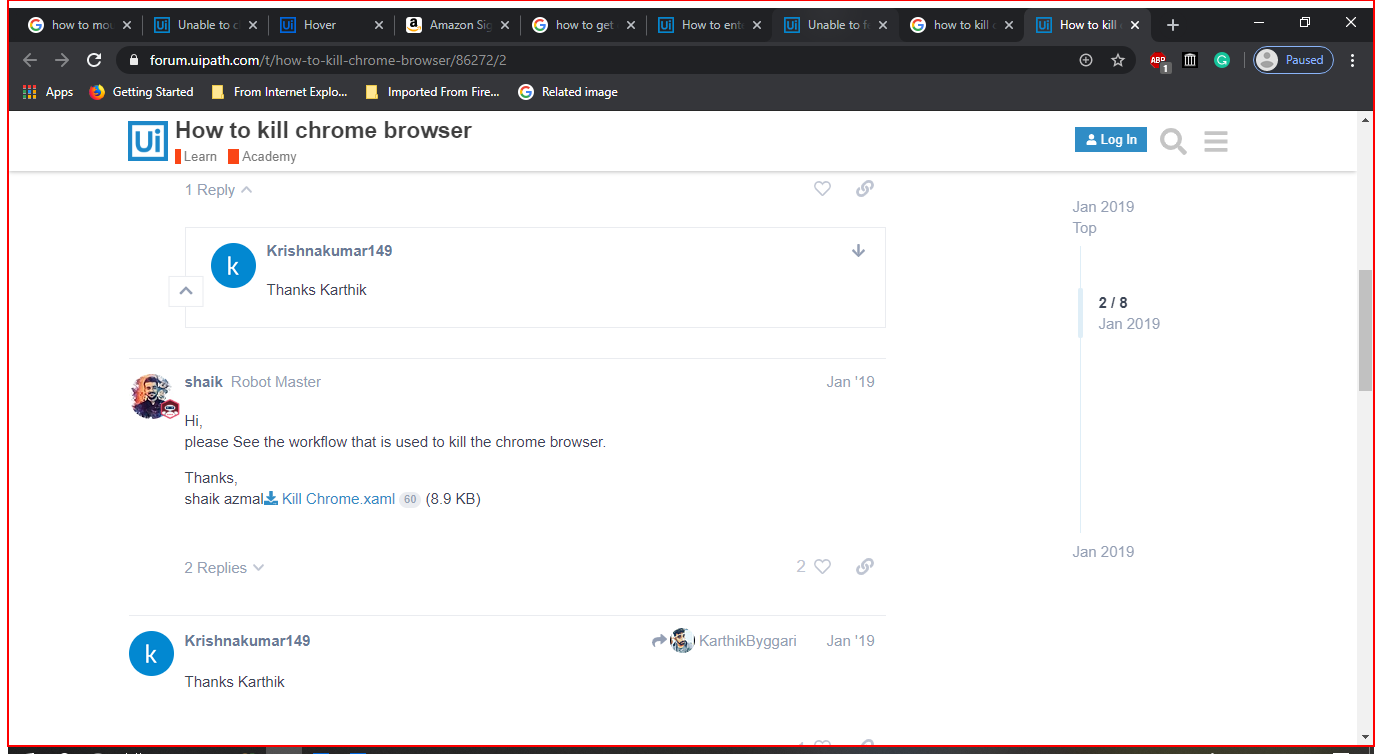 how to mou
Unable to c
Hover
Amazon Sig
how to get
How to ente
Unable to f
how to kill c
How to kill
forum.uipath.com/t/how-to-kill-chrome-browser/86272/2
ABP
1
Paused
Apps
Getting Started
From Internet Explo...
Imported From Fire...
Related image
Ui
How to kill chrome browser
Learn
Academy
Log In
1 Reply
Jan 2019
Top
k
Krishnakumar149
Thanks Karthik
2 / 8
Jan 2019
shaik Robot Master
Jan '19
Hi,
please See the workflow that is used to kill the chrome browser.
Thanks,
shaik azmal Kill Chrome.xaml 60 (8.9 KB)
Jan 2019
2 Replies
2
k
Krishnakumar149
KarthikByggari
Jan '19
Thanks Karthik